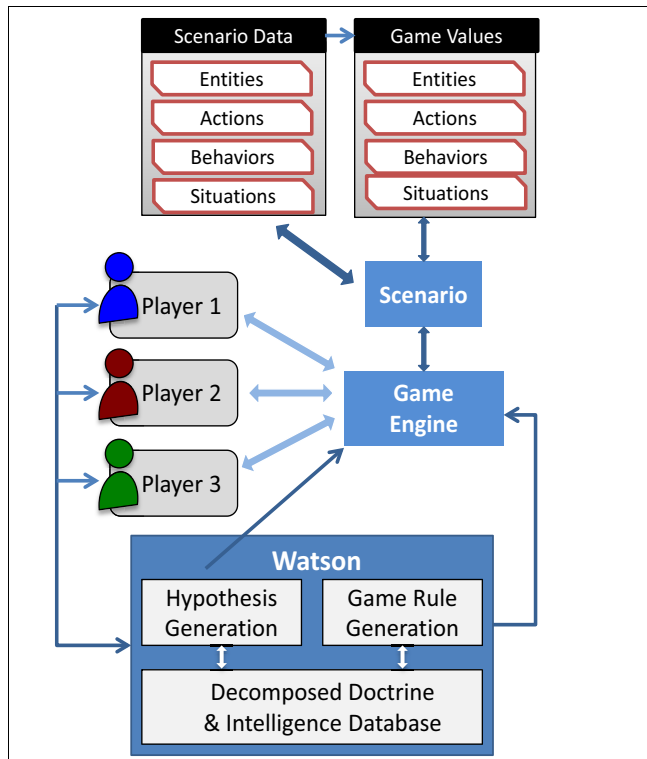 Scenario Data
Game Values
Entities
Actions
Behaviors
Situations
Entities
Actions
Behaviors
Situations
Scenario
Player 1
Player 2
Player 3
Game
Engine
Watson
Hypothesis
Generation
Game Rule
Generation
Decomposed Doctrine
& Intelligence Database